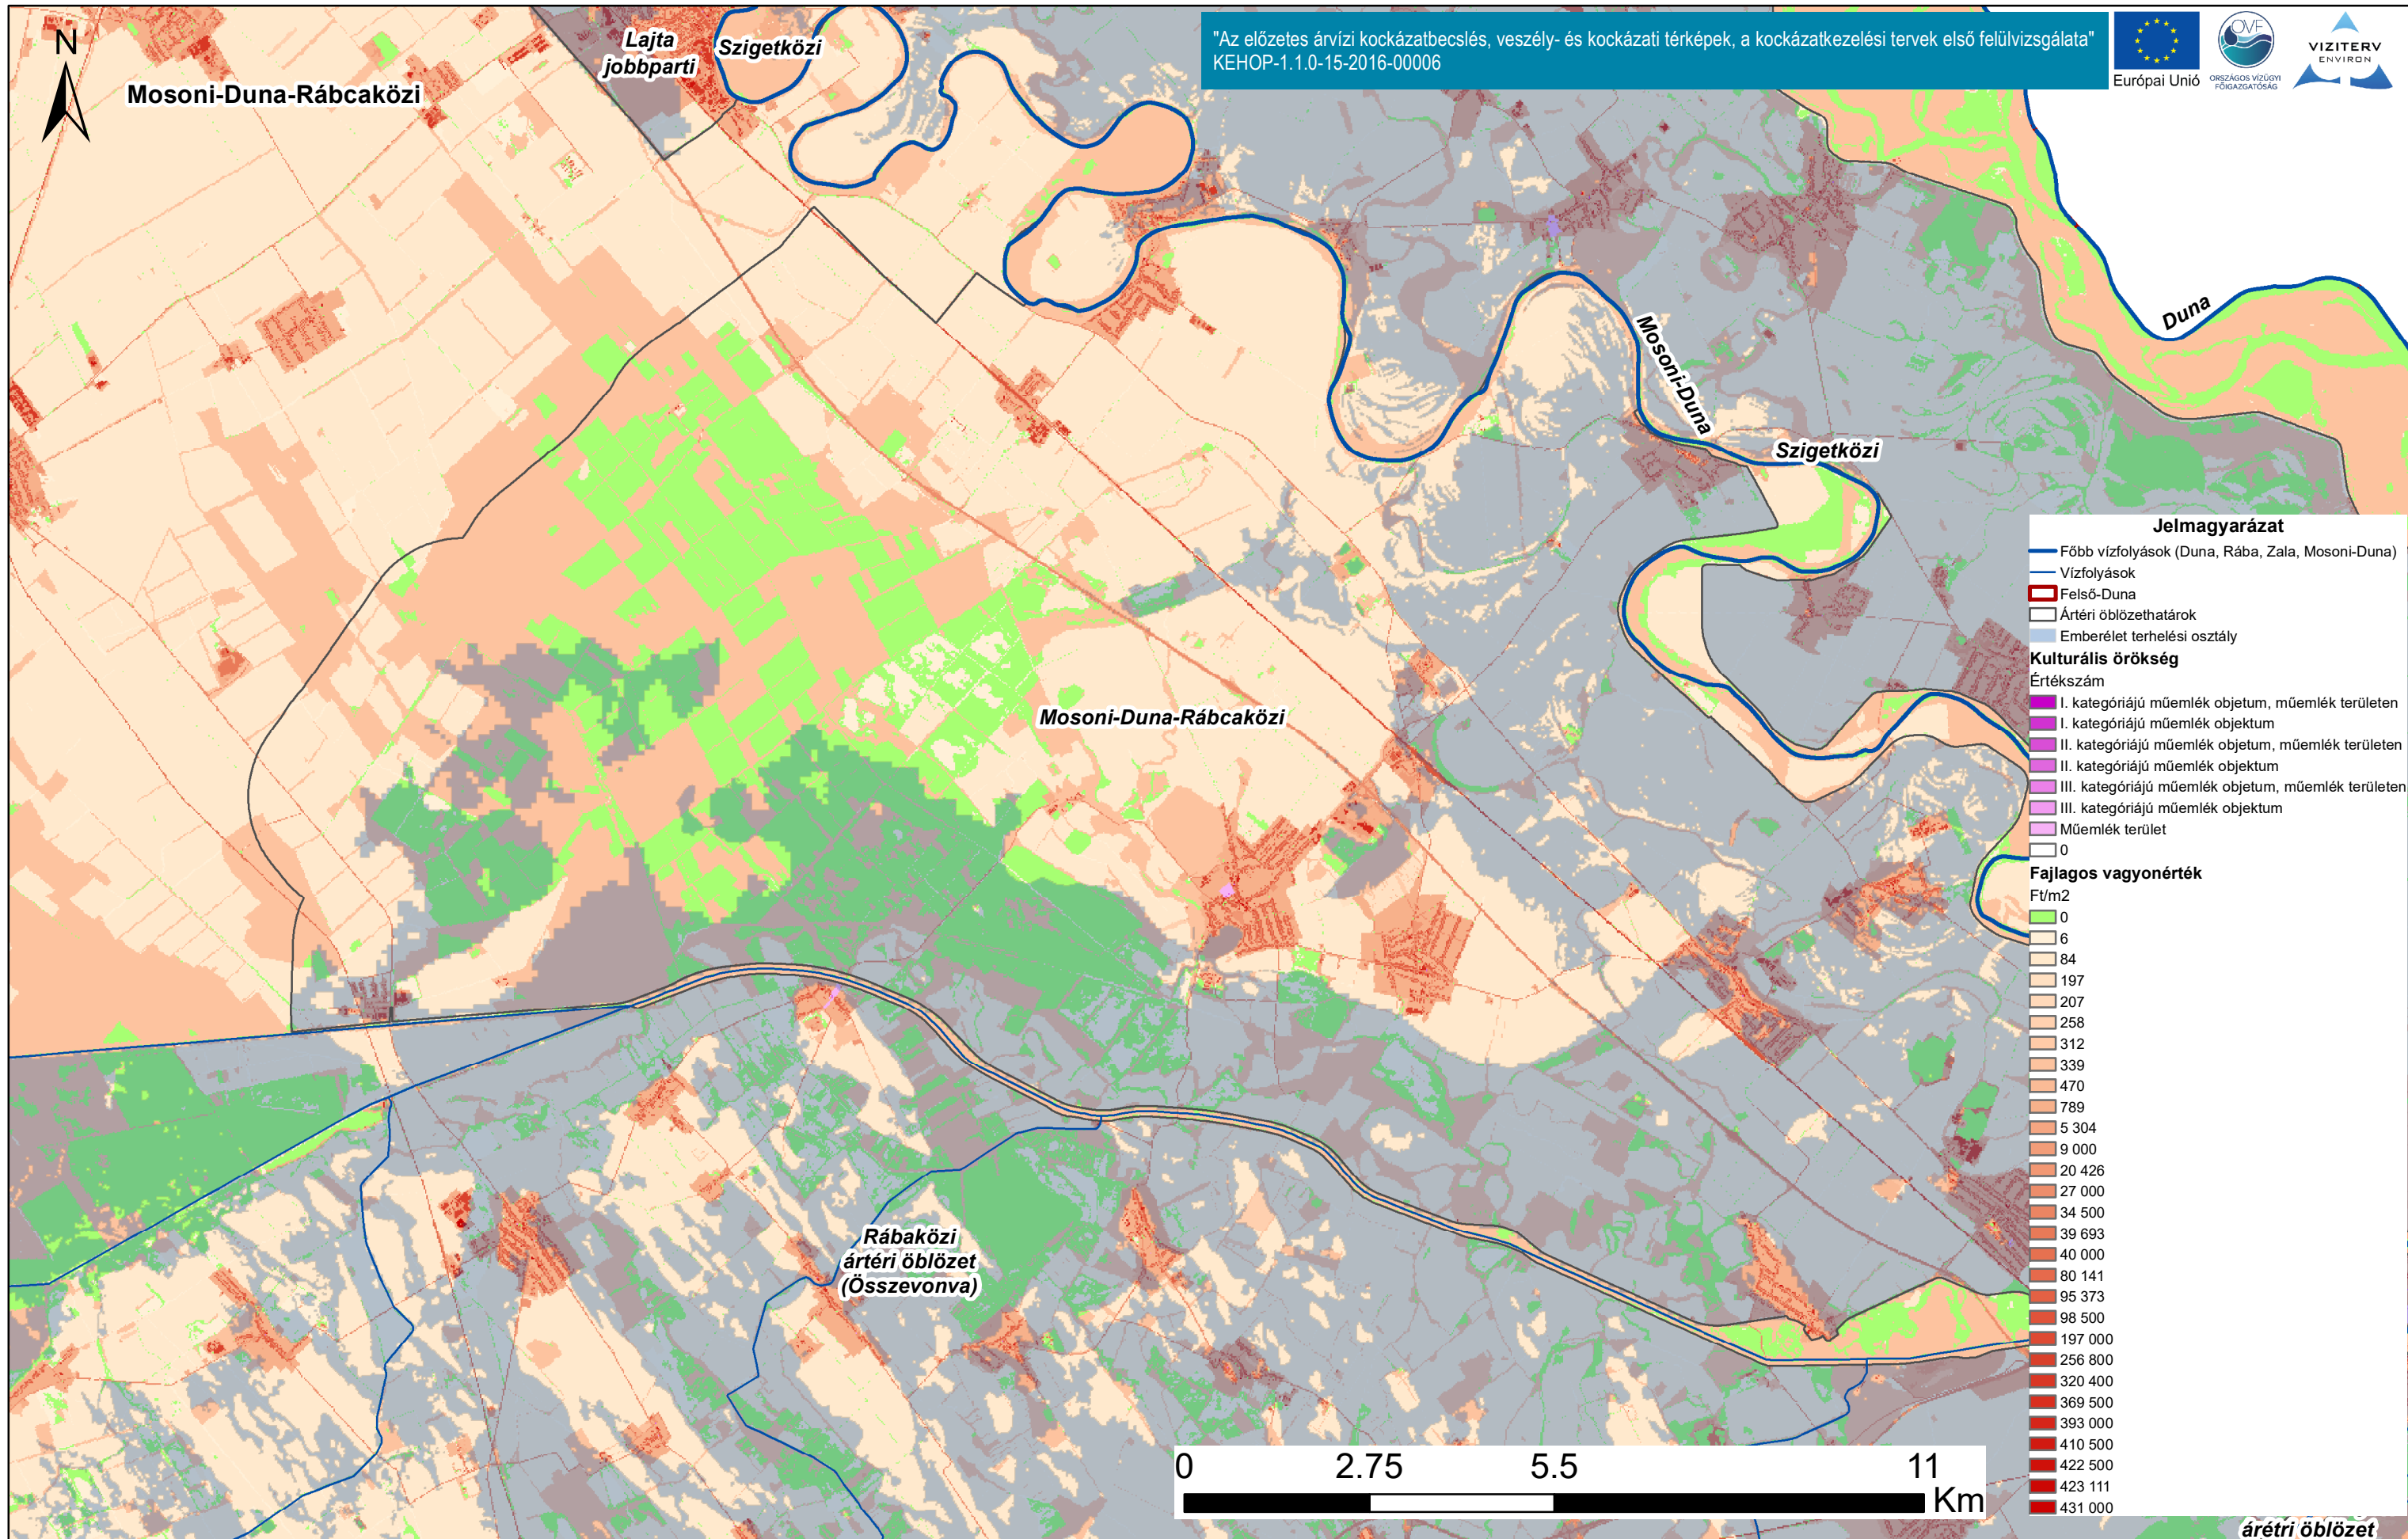 N
Mosoni-Duna-Rábcaközi
Lajta
jobbparti
Szigetközi
"Az előzetes árvízi kockázatbecslés, veszély- és kockázati térképek, a kockázatkezelési tervek első felülvizsgálata"
KEHOP-1.1.0-15-2016-00006
Európai Unió
OVF
ORSZÁGOS VÍZÜGYI
FŐIGAZGATÓSÁG
VIZITERV
ENVIRON
Duna
Mosoni-Duna
Szigetközi
Mosoni-Duna-Rábcaközi
Rábaközi
ártéri öblözet
(Összevonva)
Jelmagyarázat
Főbb vízfolyások (Duna, Rába, Zala, Mosoni-Duna)
Vízfolyások
Felső-Duna
Ártéri öblözethatárok
Emberélet terhelési osztály
Kulturális örökség
Értékszám
I. kategóriájú műemlék objetum, műemlék területen
I. kategóriájú műemlék objektum
II. kategóriájú műemlék objetum, műemlék területen
II. kategóriájú műemlék objektum
III. kategóriájú műemlék objetum, műemlék területen
III. kategóriájú műemlék objektum
Műemlék terület
0
Fajlagos vagyonérték
Ft/m2
0
6
84
197
207
258
312
339
470
789
5 304
9 000
20 426
27 000
34 500
39 693
40 000
80 141
95 373
98 500
197 000
256 800
320 400
369 500
393 000
410 500
422 500
423 111
431 000
0 2.75 5.5 11
Km
árétri öblözet